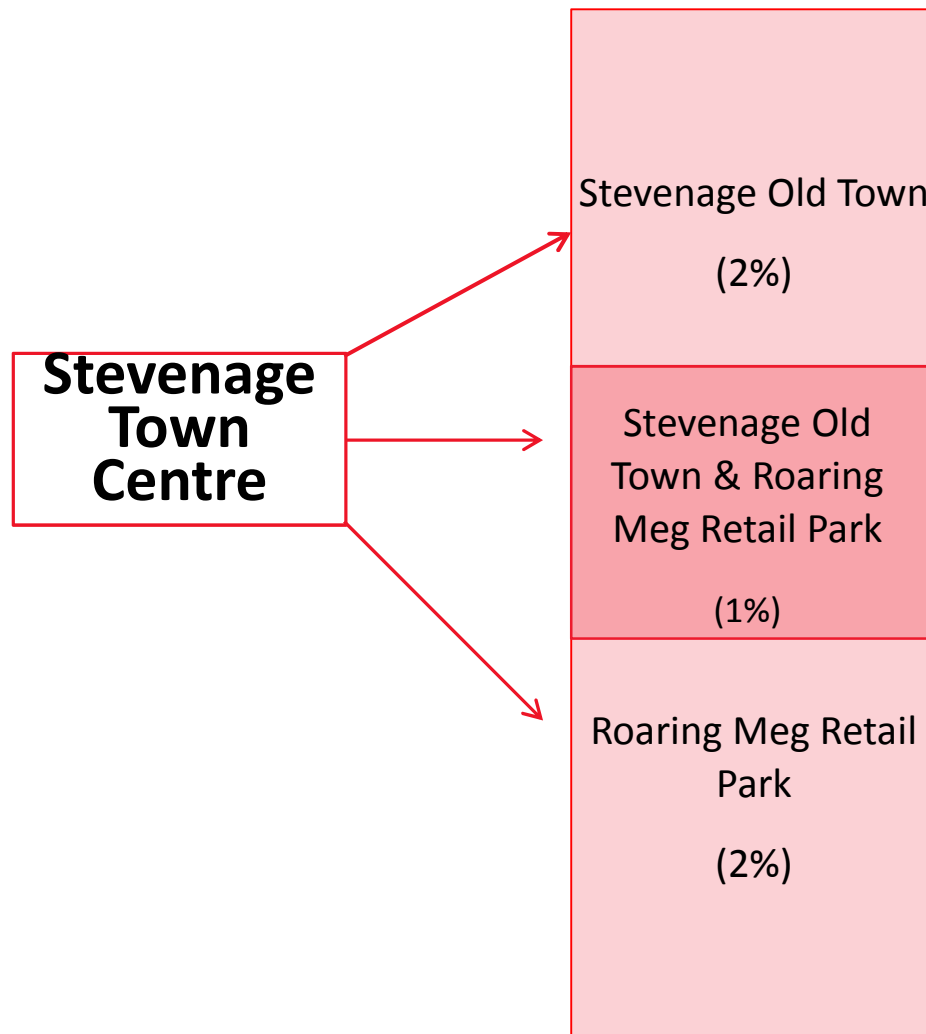 Stevenage Old Town
(2%)
Stevenage
Town
Centre
Stevenage Old
Town & Roaring
Meg Retail Park
(1%)
Roaring Meg Retail
Park
(2%)